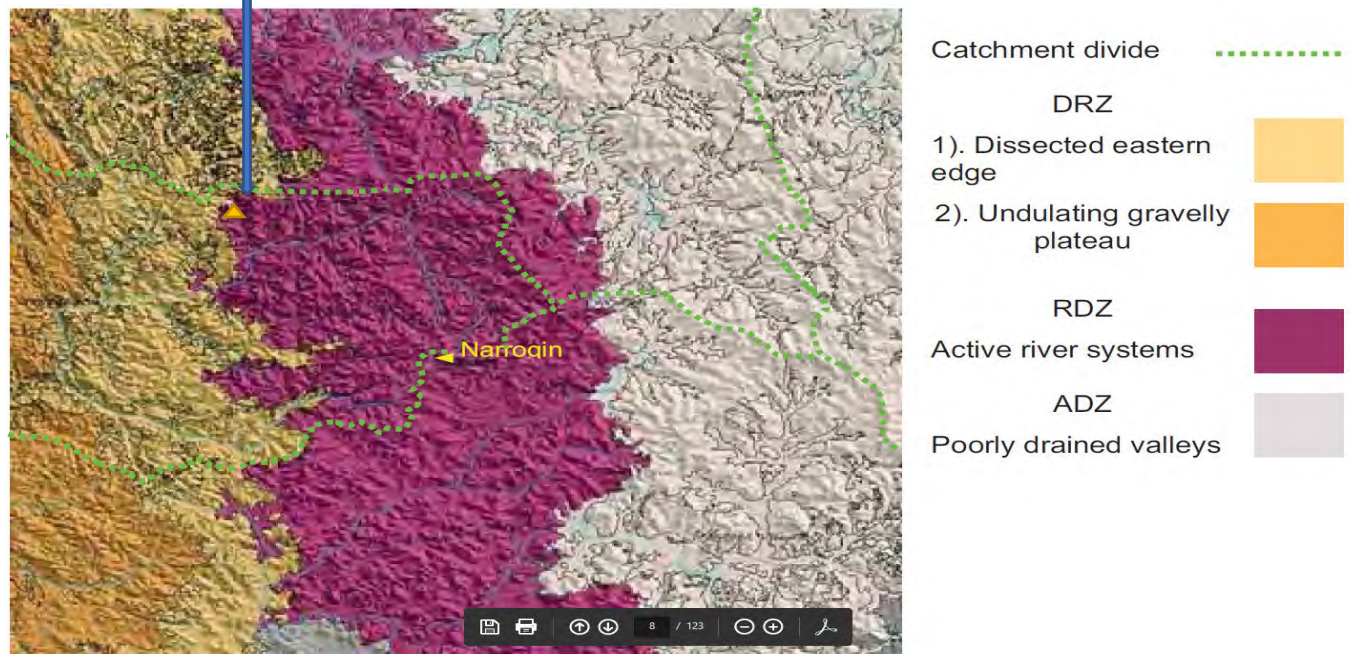 Catchment divide
DRZ
1). Dissected eastern
edge
2). Undulating gravelly
plateau
RDZ
Active river systems
ADZ
Poorly drained valleys
Narrogin
8 / 123